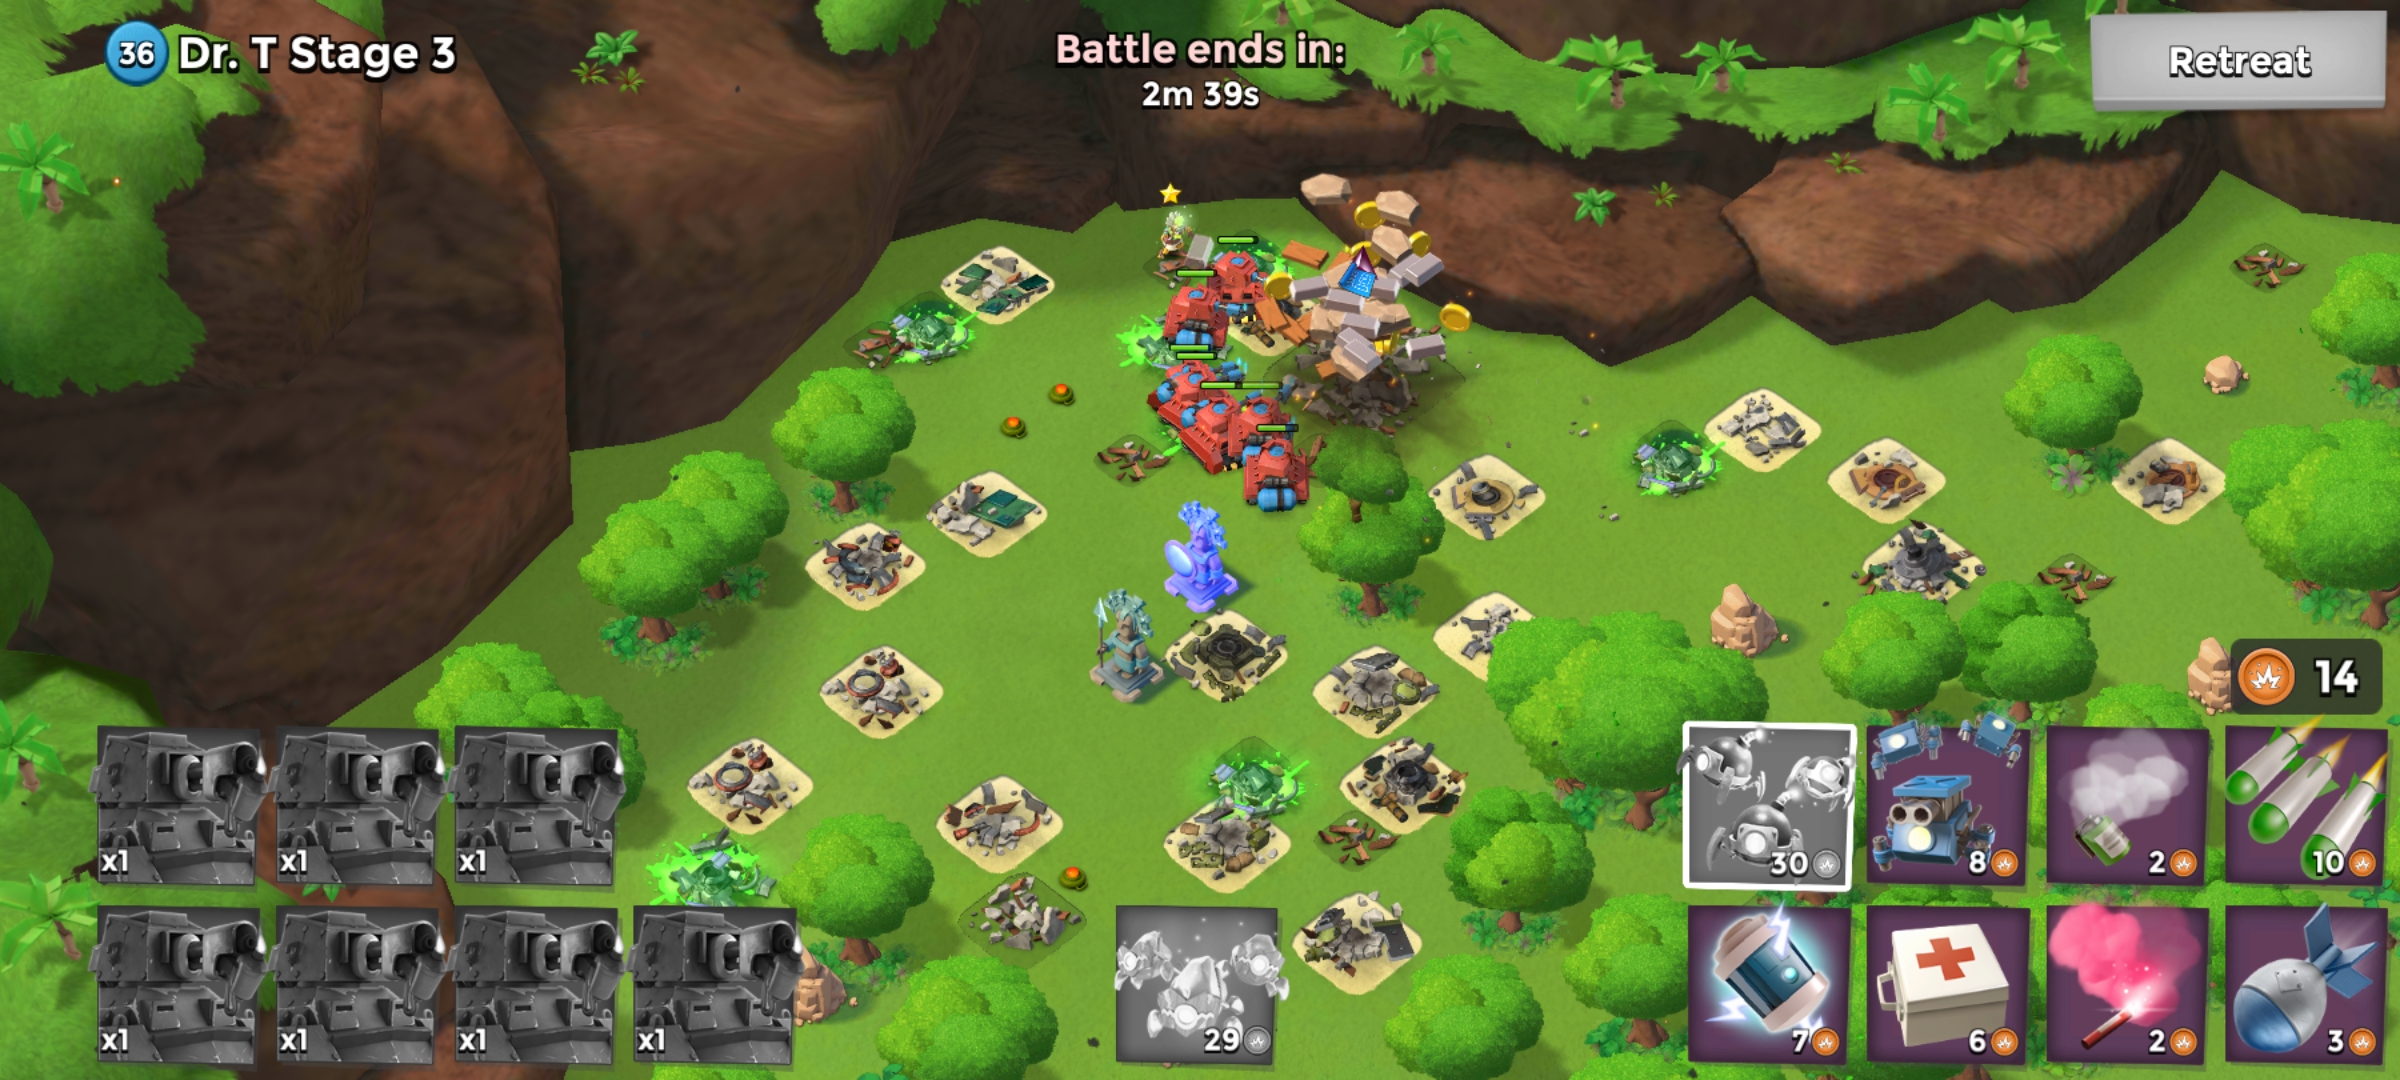 36 Dr. T Stage 3
Battle ends in:
2m 39s
Retreat
14
x1 x1 x1
30 8 2 10
x1 x1 x1 x1
29
7 6 2 3